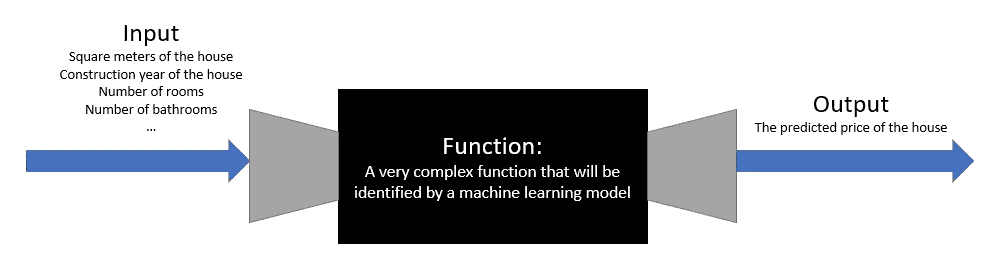 Input
Square meters of the house
Construction year of the house
Number of rooms
Number of bathrooms
...
Function:
A very complex function that will be
identified by a machine learning model
Output
The predicted price of the house